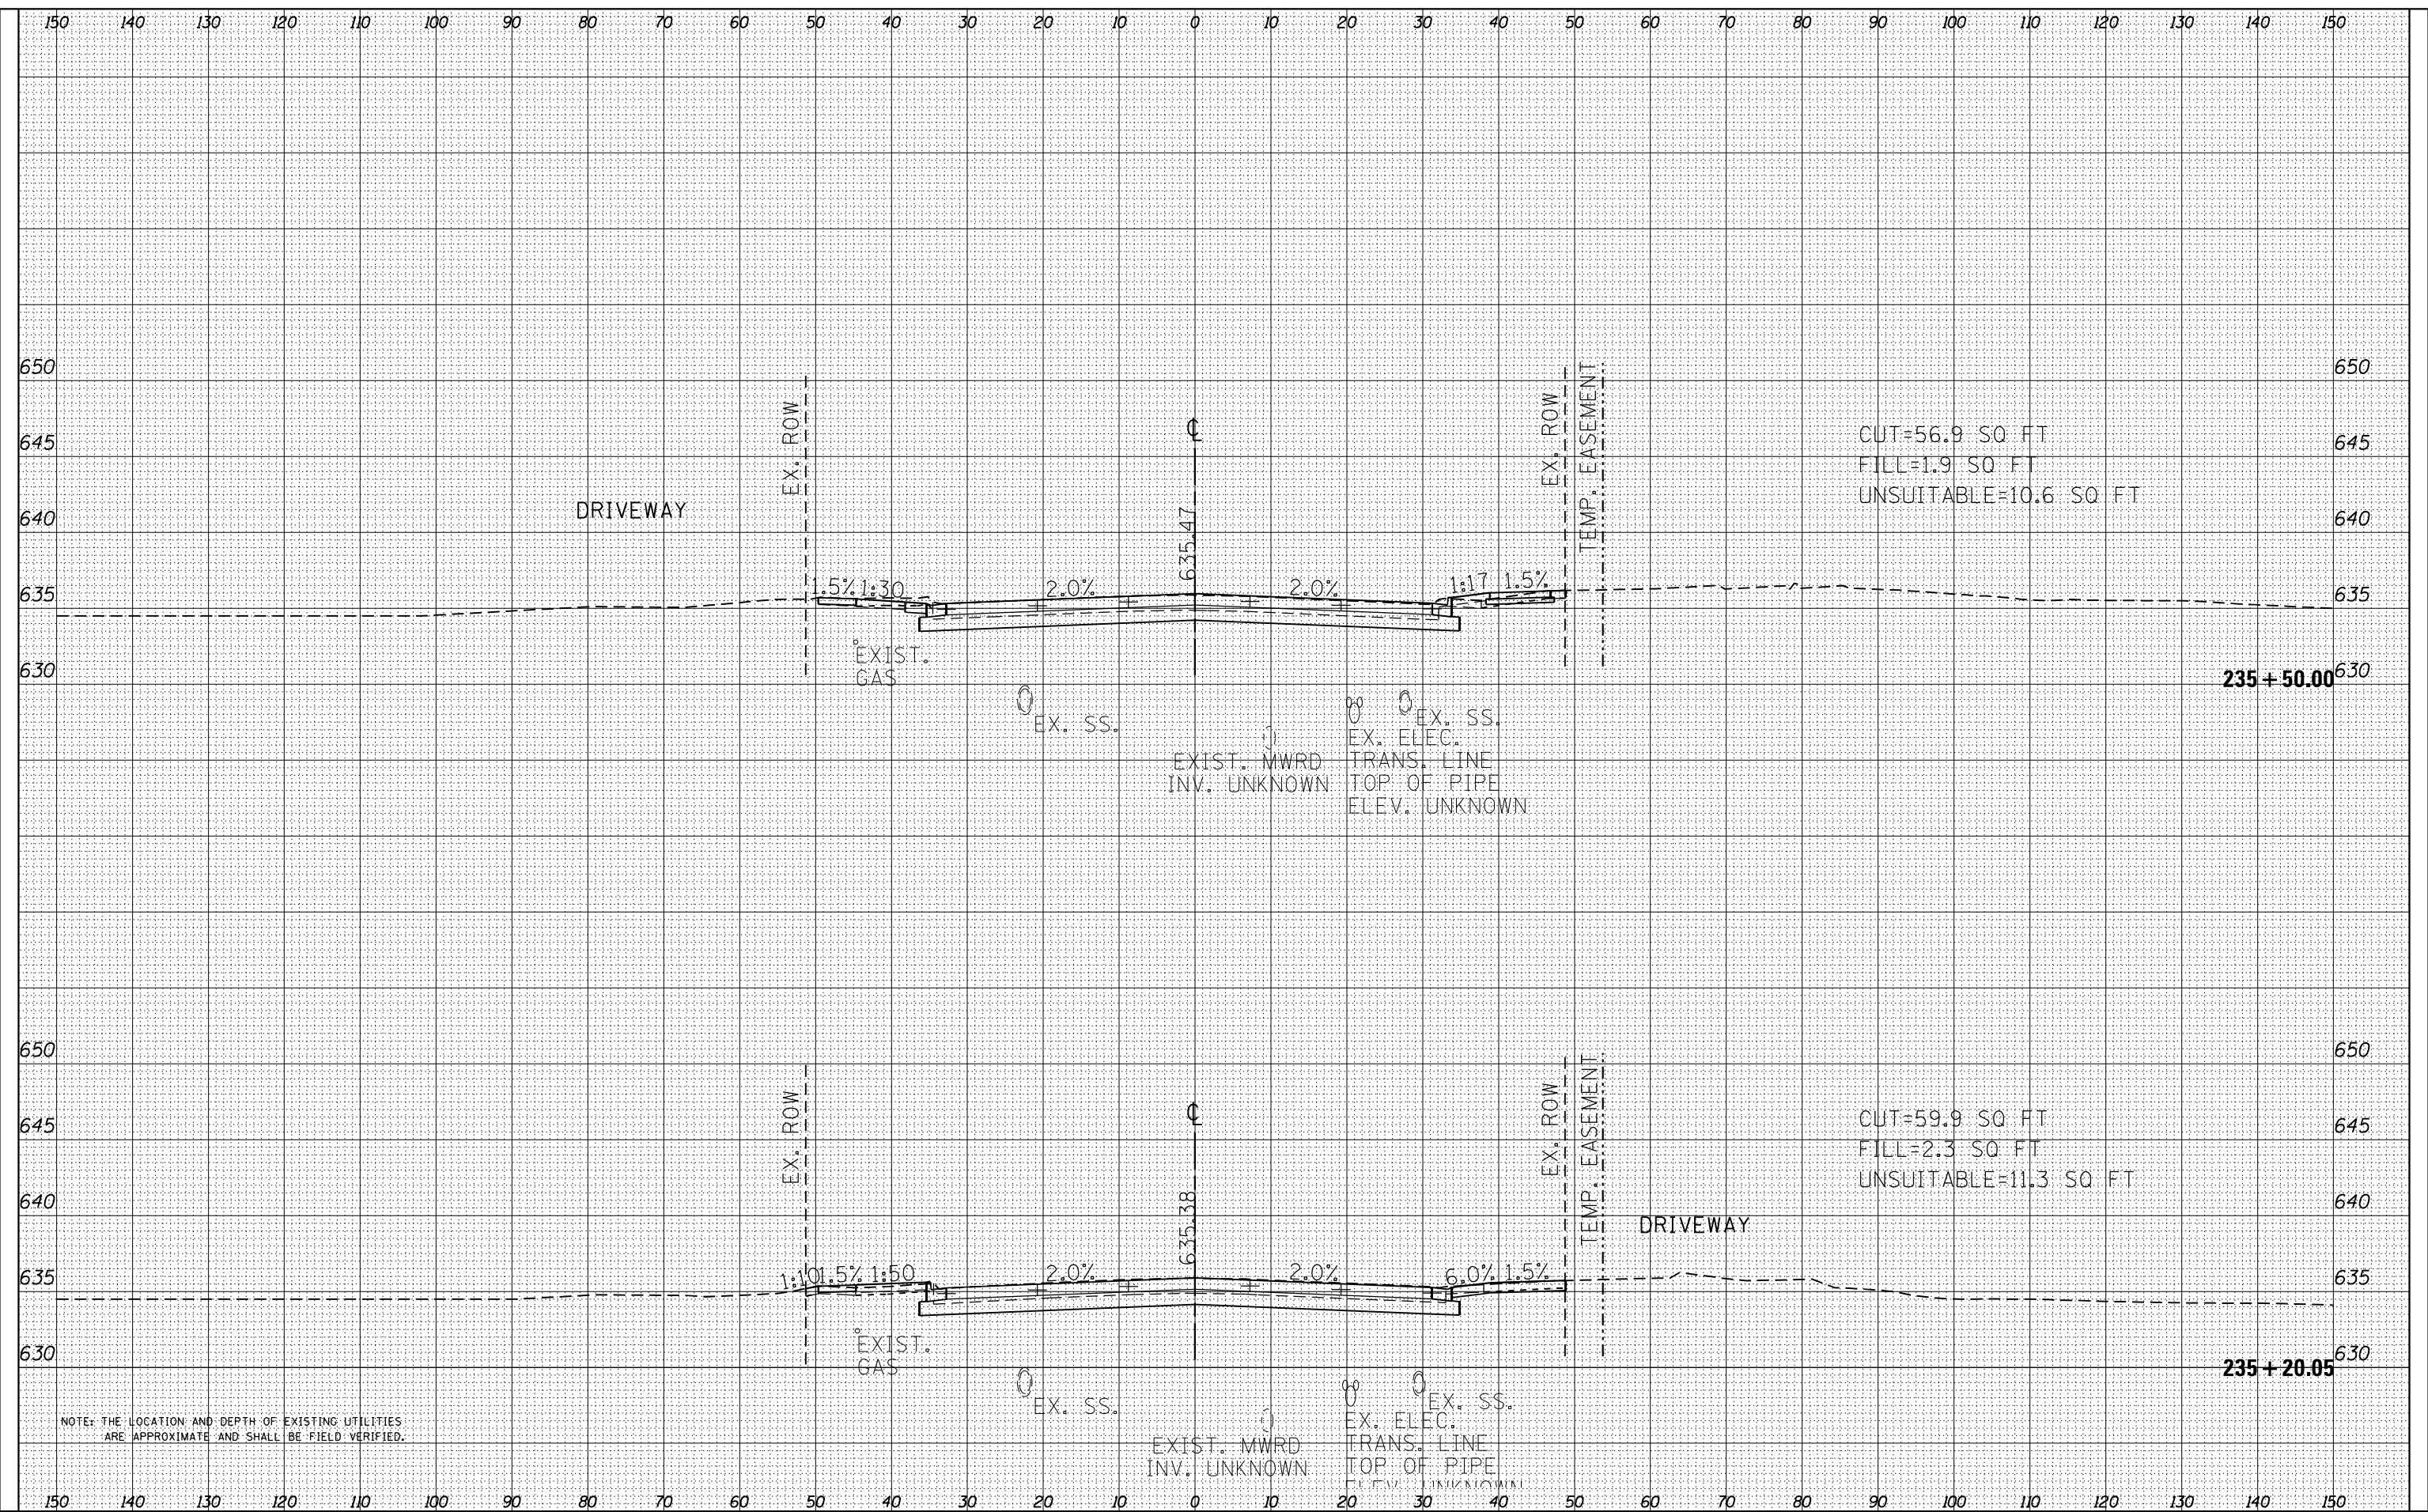 150 140 130 120 110 100 90 80 70 60 50 40 30 20 10 0 10 20 30 40 50 60 70 80 90 100 110 120 130 140 150
650 650
645 645
640 640
635 635
630 630
EX. ROW
℄
EX. ROW
TEMP. EASEMENT
CUT=56.9 SQ FT
FILL=1.9 SQ FT
UNSUITABLE=10.6 SQ FT
DRIVEWAY
635.47
1.5% 1:30 2.0% 2.0% 1:17 1.5%
EXIST.
GAS
235+50.00
EX. SS.
EX. SS.
EXIST. MWRD
INV. UNKNOWN
EX. ELEC.
TRANS. LINE
TOP OF PIPE
ELEV. UNKNOWN
650 650
645 645
640 640
635 635
630 630
EX. ROW
℄
EX. ROW
TEMP. EASEMENT
CUT=59.9 SQ FT
FILL=2.3 SQ FT
UNSUITABLE=11.3 SQ FT
DRIVEWAY
635.38
1:10 1.5% 1:50 2.0% 2.0% 6.0% 1.5%
EXIST.
GAS
235+20.05
EX. SS.
EX. SS.
EXIST. MWRD
INV. UNKNOWN
EX. ELEC.
TRANS. LINE
TOP OF PIPE
ELEV. UNKNOWN
NOTE: THE LOCATION AND DEPTH OF EXISTING UTILITIES
ARE APPROXIMATE AND SHALL BE FIELD VERIFIED.
150 140 130 120 110 100 90 80 70 60 50 40 30 20 10 0 10 20 30 40 50 60 70 80 90 100 110 120 130 140 150